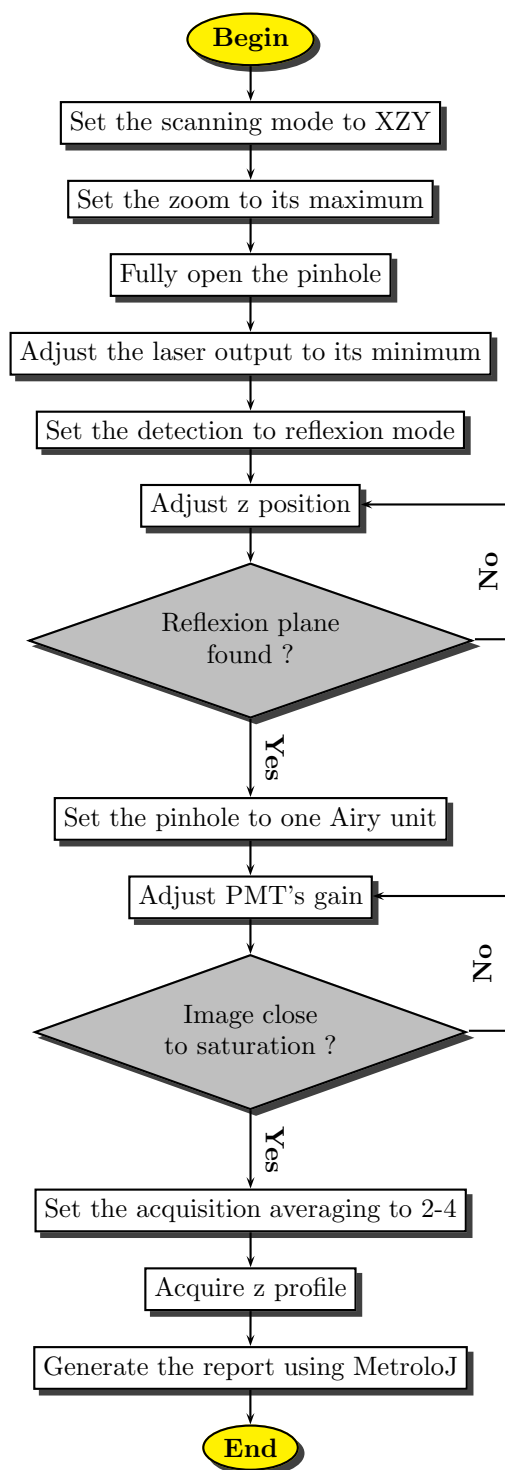 Begin
Set the scanning mode to XZY
Set the zoom to its maximum
Fully open the pinhole
Adjust the laser output to its minimum
Set the detection to reflexion mode
Adjust z position
No
Reflexion plane
found ?
Yes
Set the pinhole to one Airy unit
Adjust PMT's gain
No
Image close
to saturation ?
Yes
Set the acquisition averaging to 2-4
Acquire z profile
Generate the report using MetroloJ
End